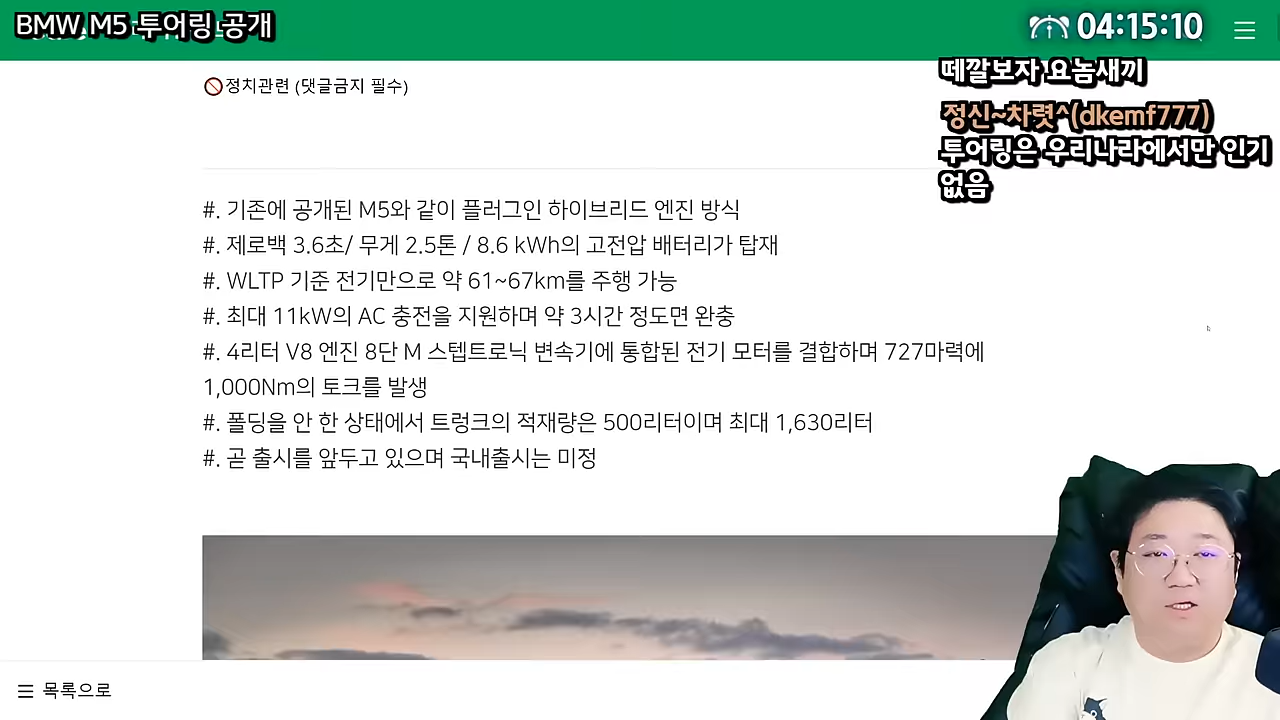 BMW M5 투어링 공개
04:15:10
떼깔보자 요놈새끼
정신~차렷^(dkemf777)
투어링은 우리나라에서만 인기
없음
🚫정치관련 (댓글금지 필수)
#. 기존에 공개된 M5와 같이 플러그인 하이브리드 엔진 방식
#. 제로백 3.6초/ 무게 2.5톤 / 8.6 kWh의 고전압 배터리가 탑재
#. WLTP 기준 전기만으로 약 61~67km를 주행 가능
#. 최대 11kW의 AC 충전을 지원하며 약 3시간 정도면 완충
#. 4리터 V8 엔진 8단 M 스텝트로닉 변속기에 통합된 전기 모터를 결합하며 727마력에
1,000Nm의 토크를 발생
#. 폴딩을 안 한 상태에서 트렁크의 적재량은 500리터이며 최대 1,630리터
#. 곧 출시를 앞두고 있으며 국내출시는 미정
목록으로